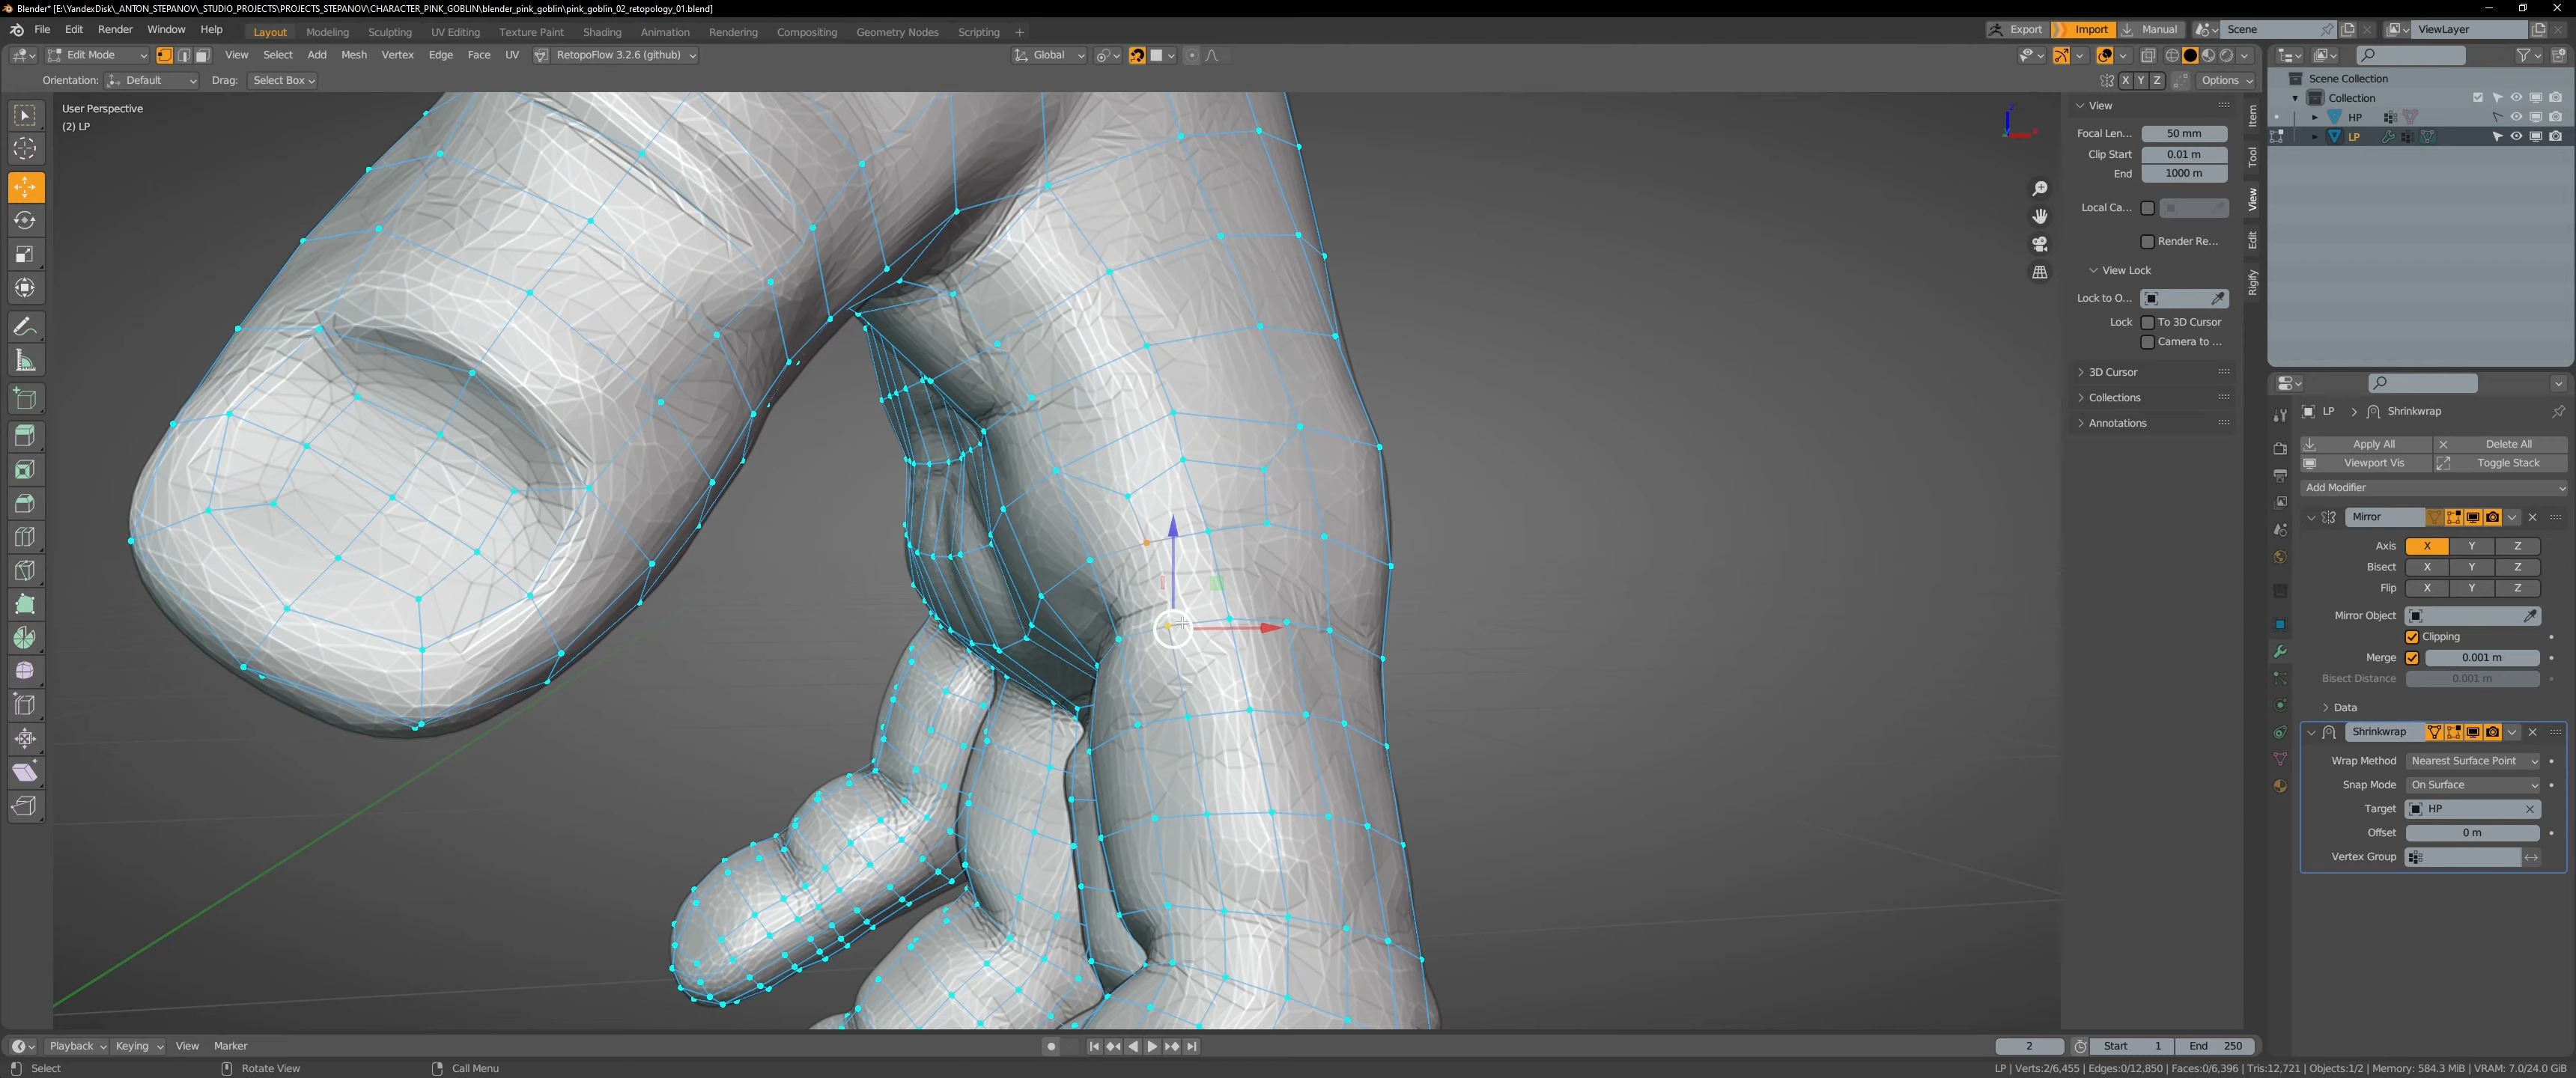 Blender* [E:\YandexDisk\_ANTON_STEPANOV\_STUDIO_PROJECTS\PROJECTS_STEPANOV\CHARACTER_PINK_GOBLIN\blender_pink_goblin\pink_goblin_02_retopology_01.blend]
File Edit Render Window Help Layout Modeling Sculpting UV Editing Texture Paint Shading Animation Rendering Compositing Geometry Nodes Scripting + Export Import Manual Scene ViewLayer
Edit Mode View Select Add Mesh Vertex Edge Face UV RetopoFlow 3.2.6 (github) Global
Orientation: Default Drag: Select Box X Y Z Options
User Perspective
(2) LP
View
Focal Len... 50 mm
Clip Start 0.01 m
End 1000 m
Local Ca...
Render Re...
View Lock
Lock to O...
Lock To 3D Cursor
Camera to ...
3D Cursor
Collections
Annotations
Item
Tool
View
Edit
Rigify
Scene Collection
Collection
HP
LP
LP > Shrinkwrap
Apply All Delete All
Viewport Vis Toggle Stack
Add Modifier
Mirror
Axis X Y Z
Bisect X Y Z
Flip X Y Z
Mirror Object
Clipping
Merge 0.001 m
Bisect Distance 0.001 m
Data
Shrinkwrap
Wrap Method Nearest Surface Point
Snap Mode On Surface
Target HP
Offset 0 m
Vertex Group
Playback Keying View Marker 2 Start 1 End 250
Select Rotate View Call Menu LP | Verts:2/6,455 | Edges:0/12,850 | Faces:0/6,396 | Tris:12,721 | Objects:1/2 | Memory: 584.3 MiB | VRAM: 7.0/24.0 GiB